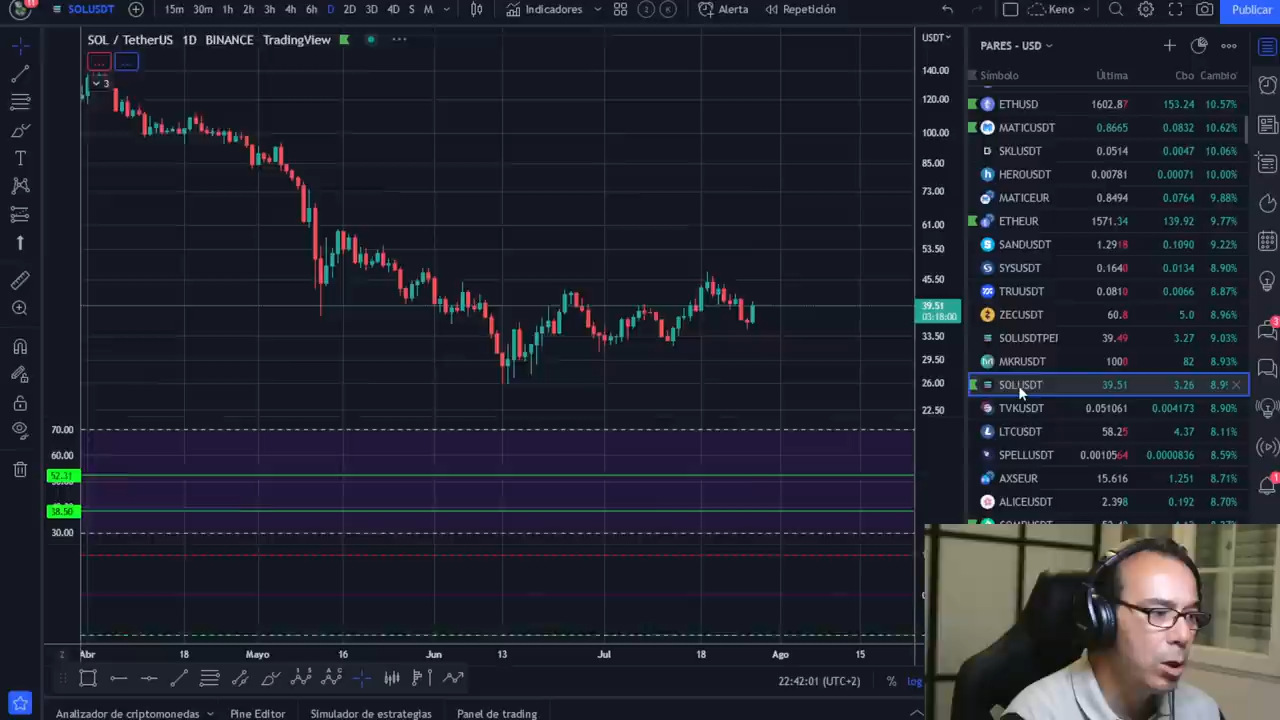 11
SOLUSDT
15m 30m 1h 2h 3h 4h 6h D 2D 3D 4D S M
Indicadores
2 K
Alerta
Repetición
Keno
Publicar
SOL / TetherUS 1D BINANCE TradingView
3
USDT
140.00
120.00
100.00
85.00
73.00
61.00
53.50
45.50
39.51
03:18:00
33.50
29.50
26.00
22.50
70.00
60.00
52.31
38.50
30.00
Abr 18 Mayo 16 Jun 13 Jul 18 Ago 15
22:42:01 (UTC+2)
% log
Analizador de criptomonedas Pine Editor Simulador de estrategias Panel de trading
PARES - USD
Símbolo Última Cbo Cambio
ETHUSD 1602.87 153.24 10.57%
MATICUSDT 0.8665 0.0832 10.62%
SKLUSDT 0.0514 0.0047 10.06%
HEROUSDT 0.00781 0.00071 10.00%
MATICEUR 0.8494 0.0764 9.88%
ETHEUR 1571.34 139.92 9.77%
SANDUSDT 1.2918 0.1090 9.22%
SYSUSDT 0.1640 0.0134 8.90%
TRUUSDT 0.0810 0.0066 8.87%
ZECUSDT 60.8 5.0 8.96%
SOLUSDTPEI 39.49 3.27 9.03%
MKRUSDT 1000 82 8.93%
SOLUSDT 39.51 3.26 8.9
TVKUSDT 0.051061 0.004173 8.90%
LTCUSDT 58.25 4.37 8.11%
SPELLUSDT 0.0010564 0.0000836 8.59%
AXSEUR 15.616 1.251 8.71%
ALICEUSDT 2.398 0.192 8.70%